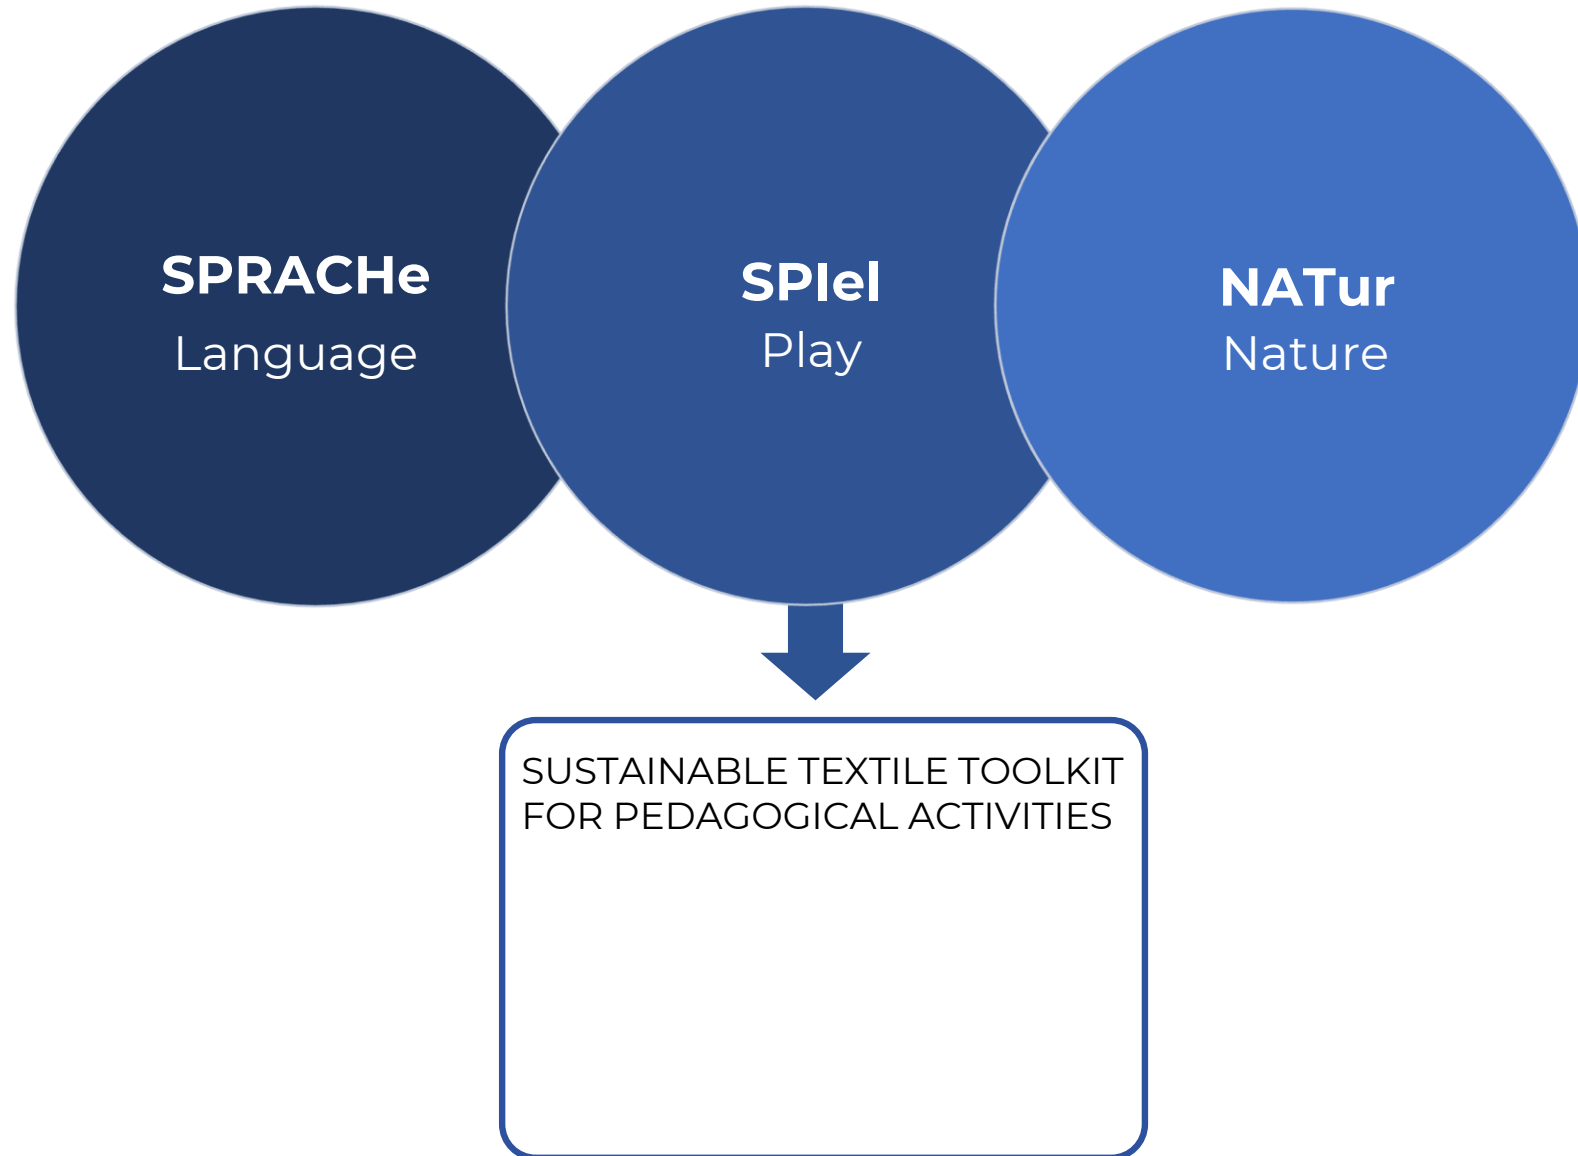 SPRACHe
Language
SPIel
Play
NATur
Nature
SUSTAINABLE TEXTILE TOOLKIT
FOR PEDAGOGICAL ACTIVITIES